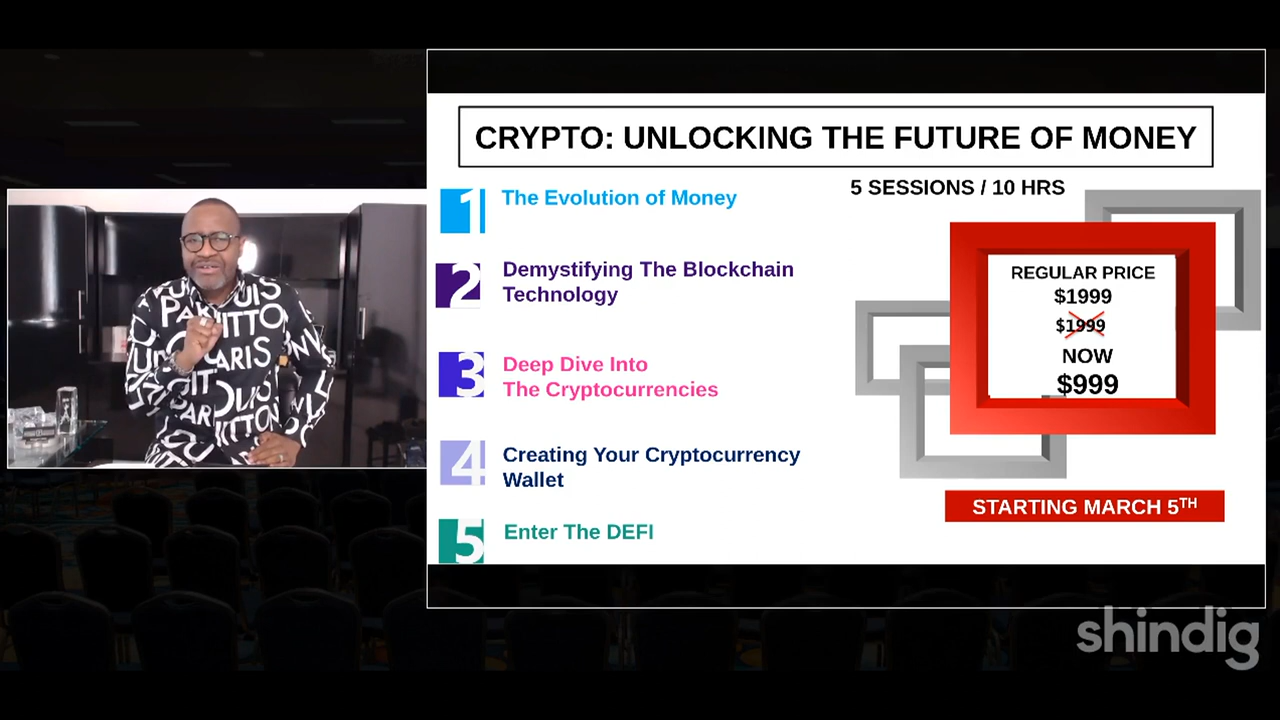 CRYPTO: UNLOCKING THE FUTURE OF MONEY
5 SESSIONS / 10 HRS
1
The Evolution of Money
2
Demystifying The Blockchain
Technology
3
Deep Dive Into
The Cryptocurrencies
4
Creating Your Cryptocurrency
Wallet
5
Enter The DEFI
REGULAR PRICE
$1999
$1999
NOW
$999
STARTING MARCH 5TH
shindig